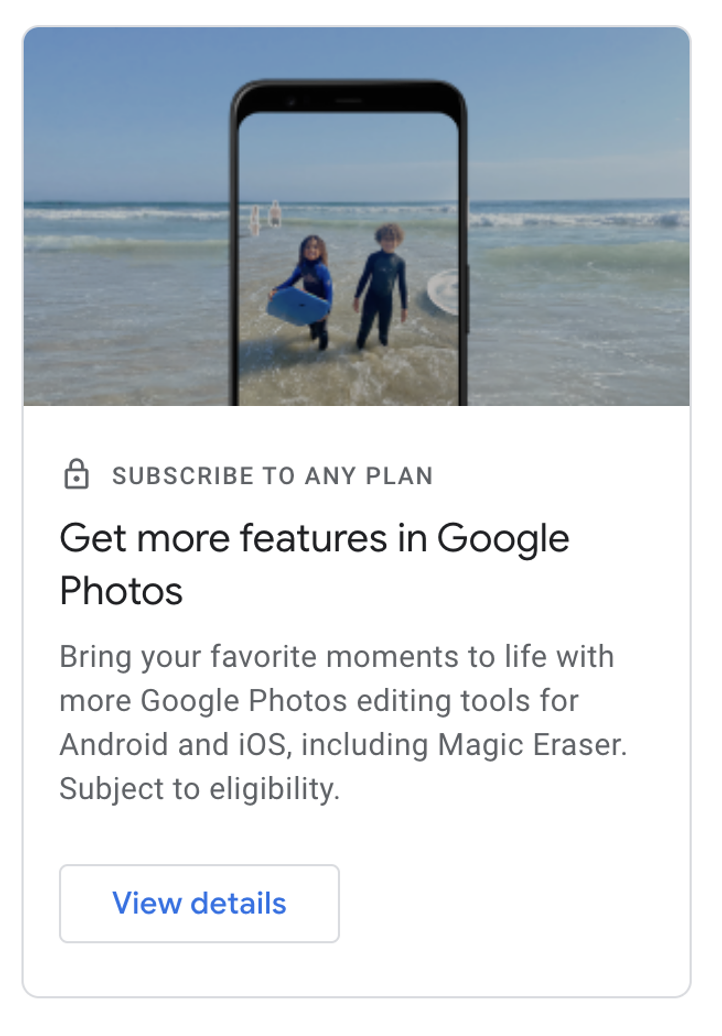 SUBSCRIBE TO ANY PLAN
Get more features in Google
Photos
Bring your favorite moments to life with
more Google Photos editing tools for
Android and iOS, including Magic Eraser.
Subject to eligibility.
View details